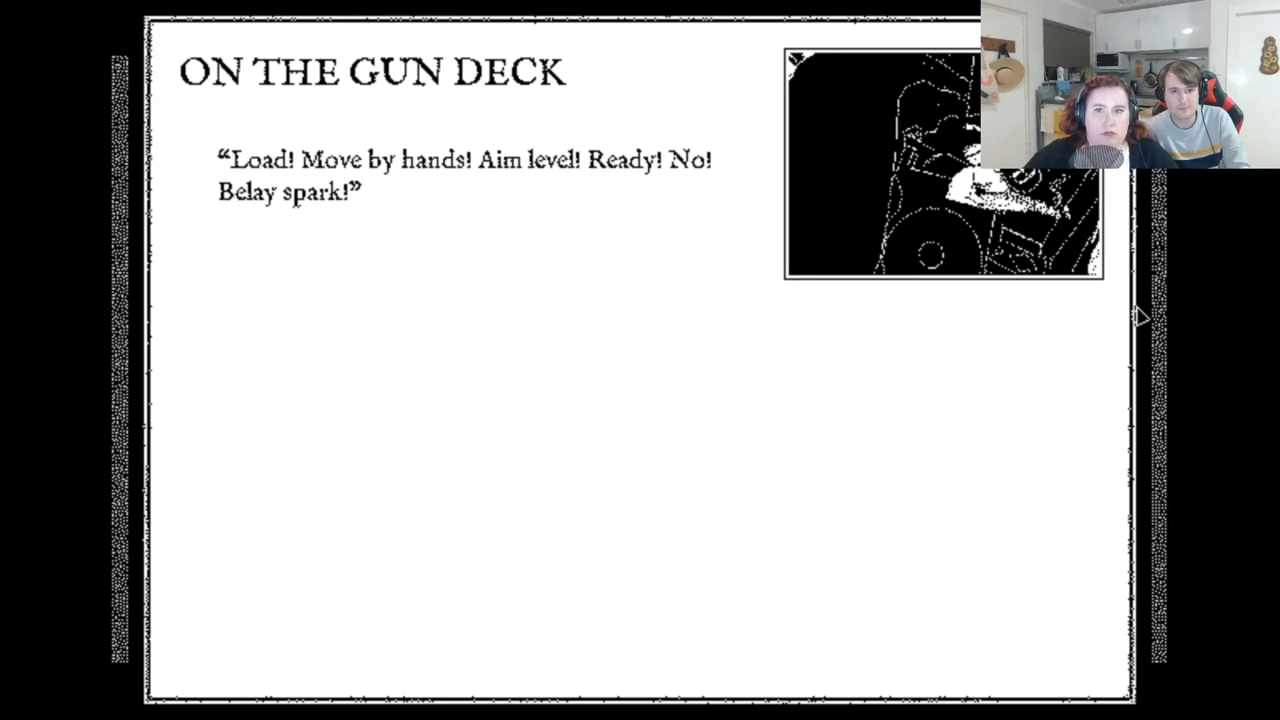 ON THE GUN DECK
“Load! Move by hands! Aim level! Ready! No!
Belay spark!”